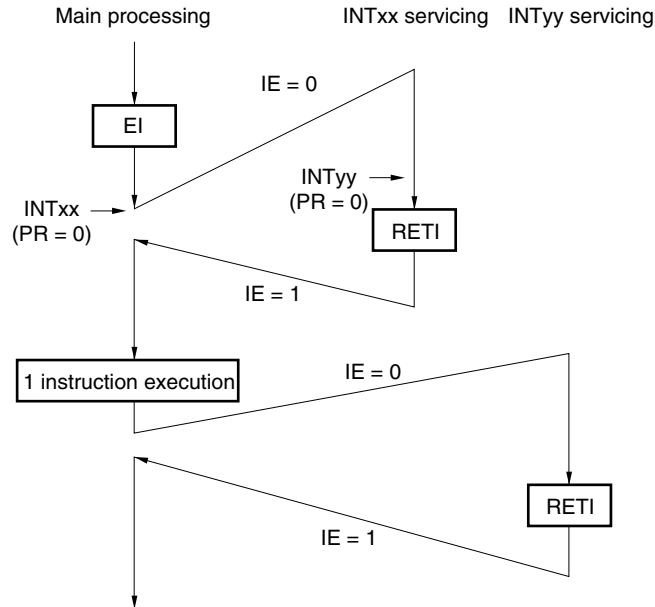 Main processing
INTxx servicing
INTyy servicing
IE = 0
EI
INTyy
(PR = 0)
INTxx
(PR = 0)
RETI
IE = 1
1 instruction execution
IE = 0
RETI
IE = 1